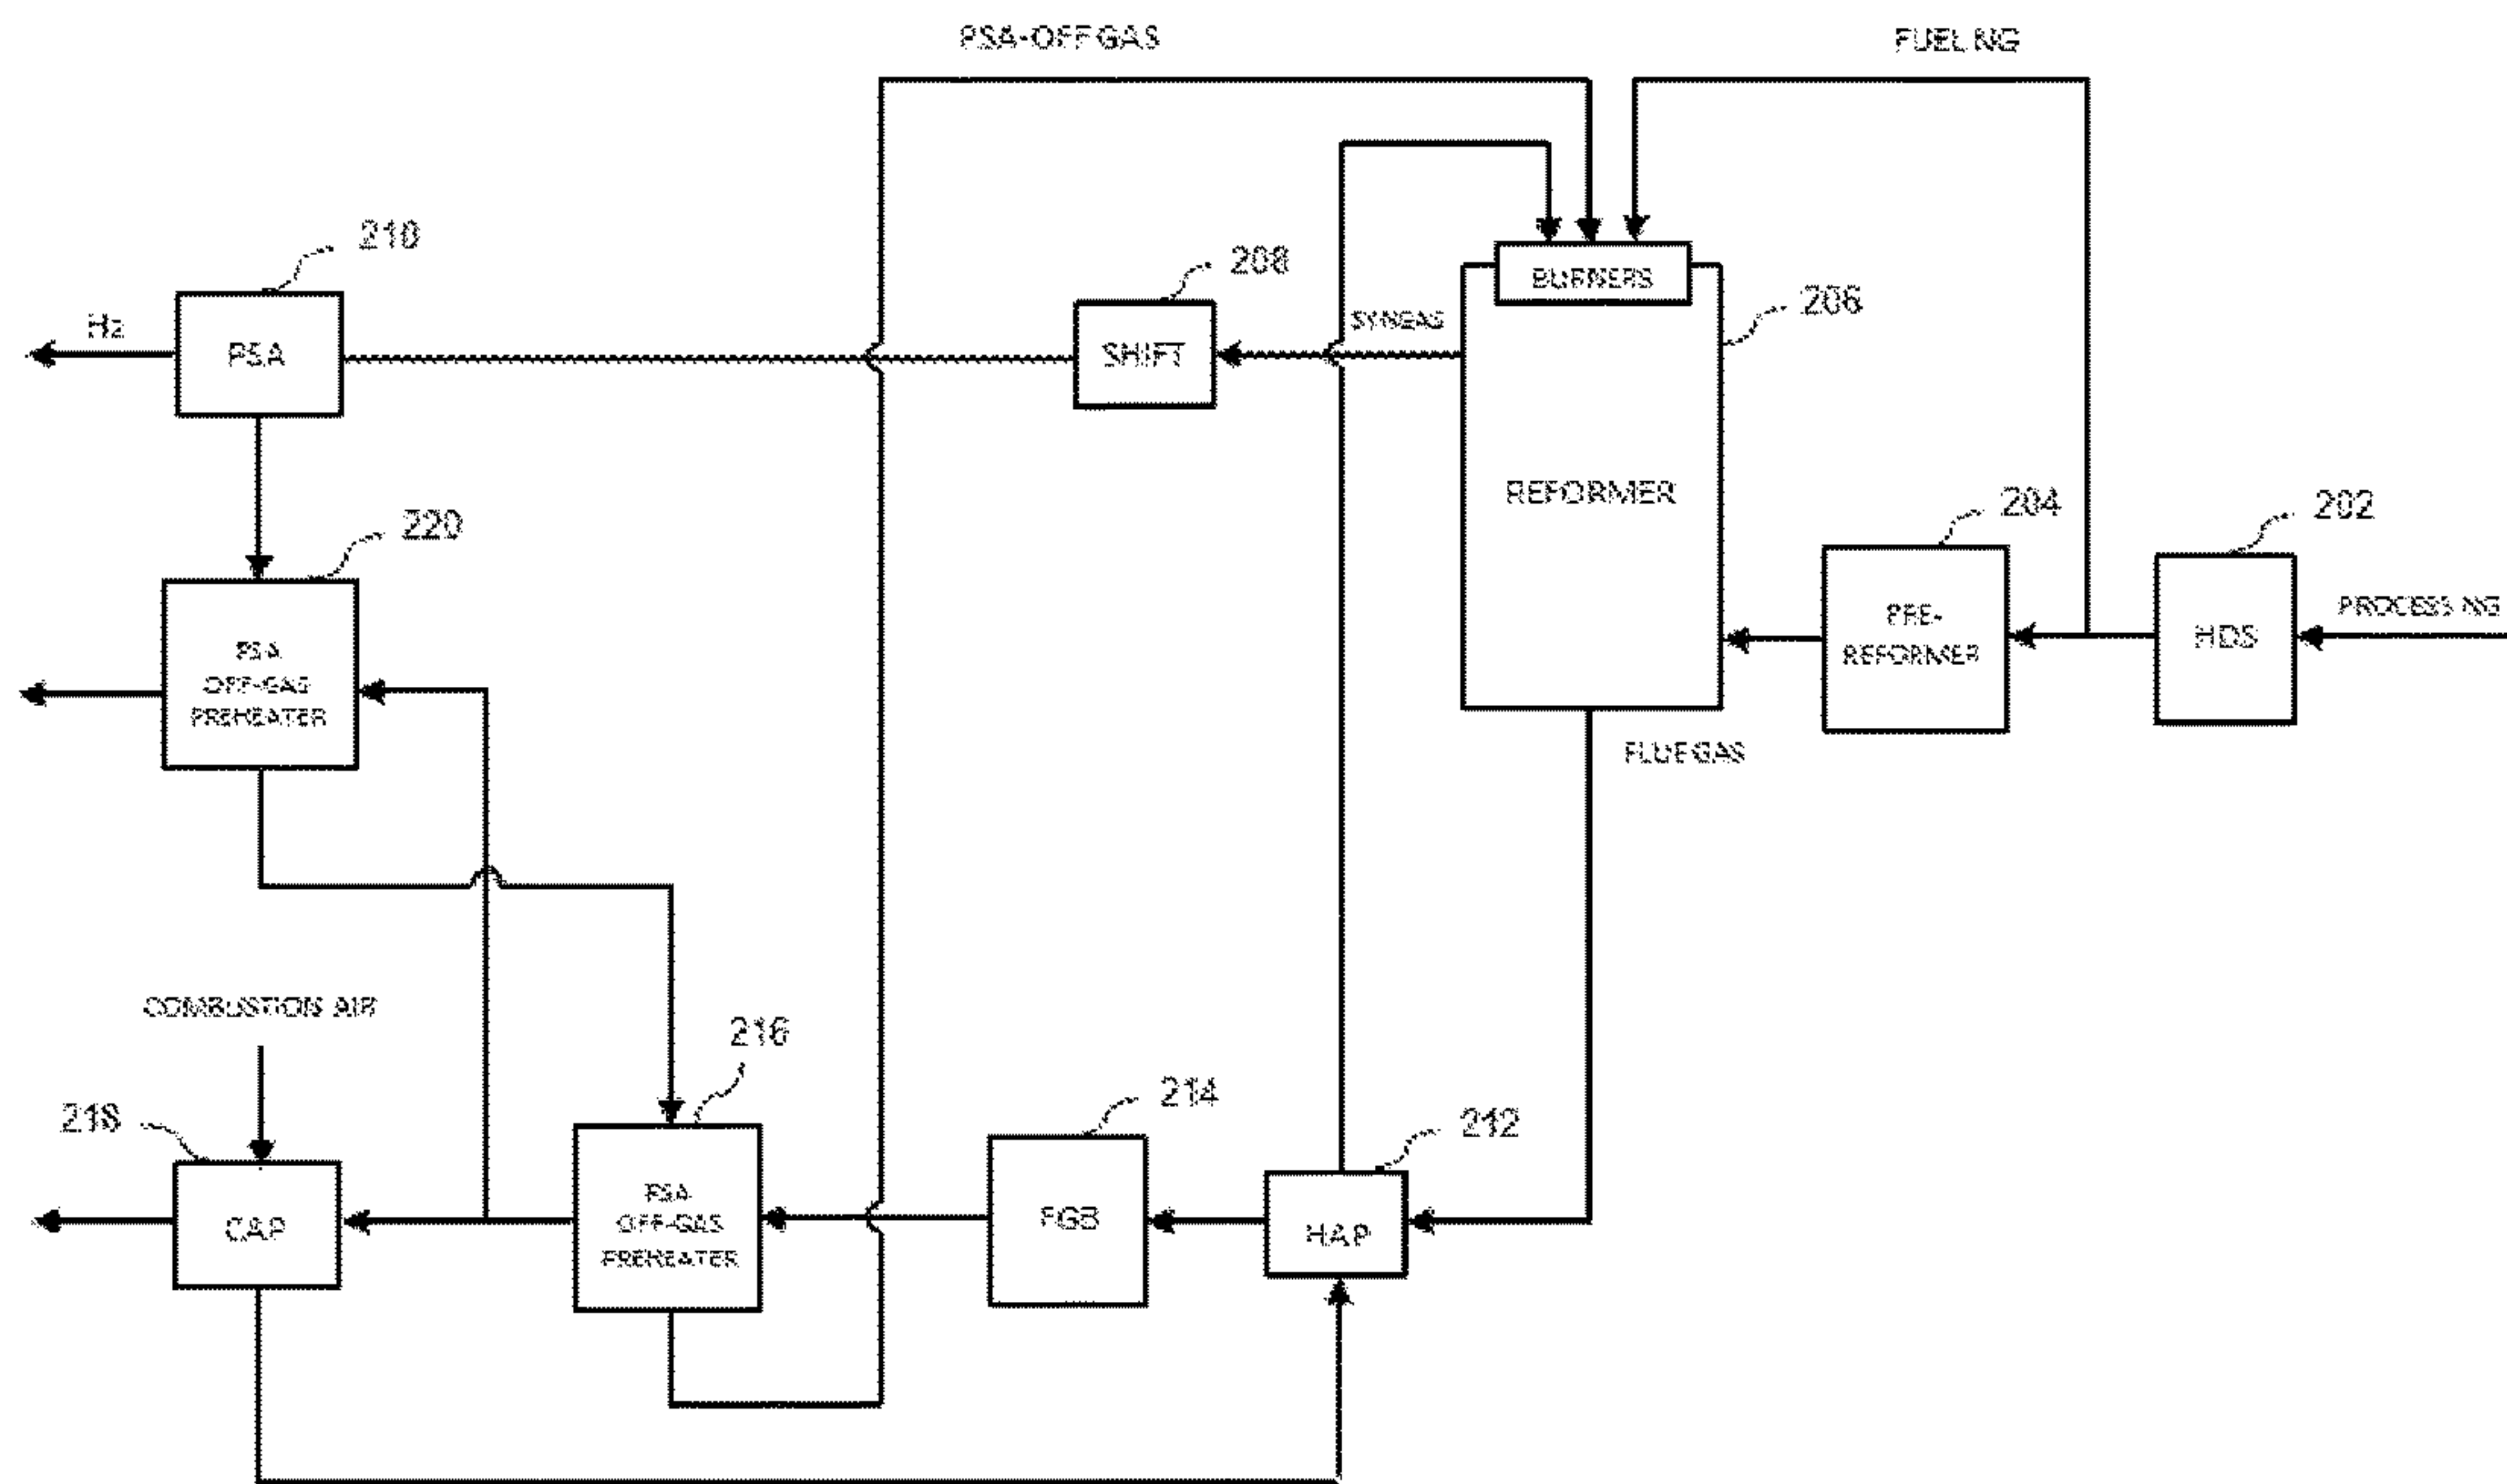 PSA-OFFGAS
FUEL NG
210
208
H2
PSA
SHIFT
SYNGAS
BURNERS
206
REFORMER
220
204
202
PSA
OFF-GAS
PREHEATER
PRE-
REFORMER
HDS
PROCESS NG
FLUE GAS
COMBUSTION AIR
216
218
214
212
CAP
PSA
OFF-GAS
PREHEATER
FGB
HAP